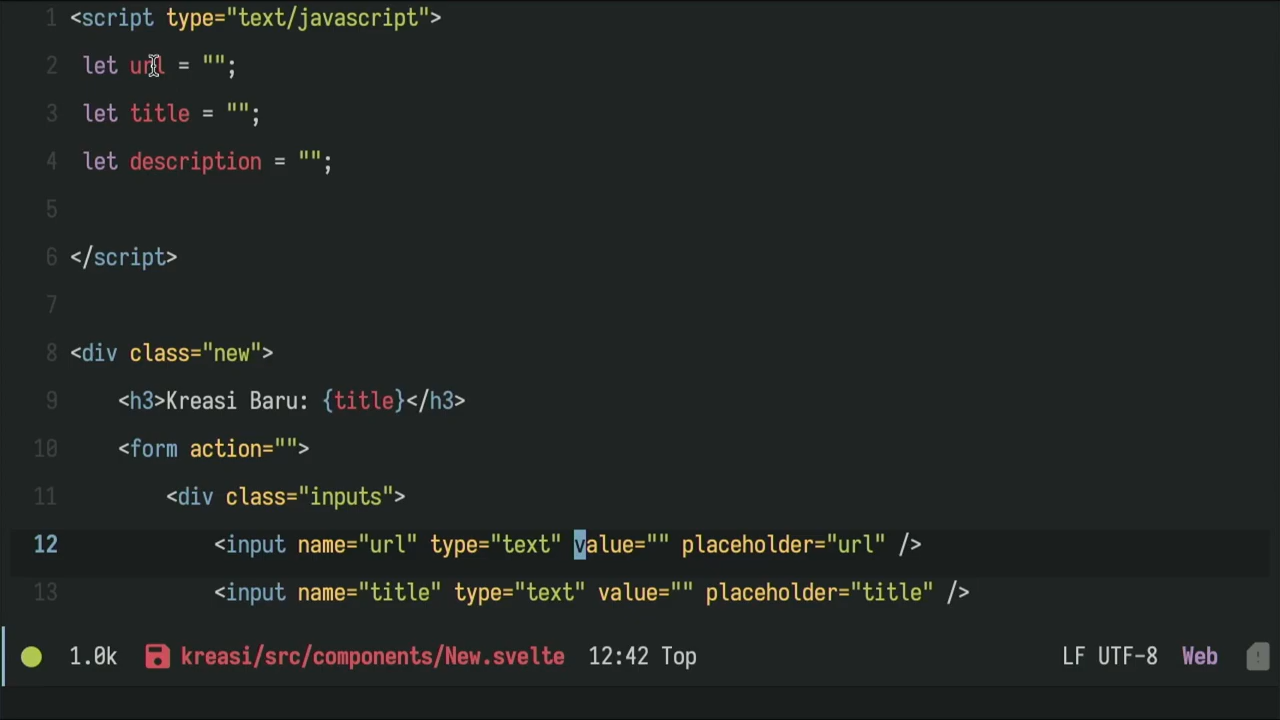 1 <script type="text/javascript">
2 let url = "";
3 let title = "";
4 let description = "";
5
6 </script>
7
8 <div class="new">
9 <h3>Kreasi Baru: {title}</h3>
10 <form action="">
11 <div class="inputs">
12 <input name="url" type="text" value="" placeholder="url" />
13 <input name="title" type="text" value="" placeholder="title" />
1.0k kreasi/src/components/New.svelte 12:42 Top LF UTF-8 Web